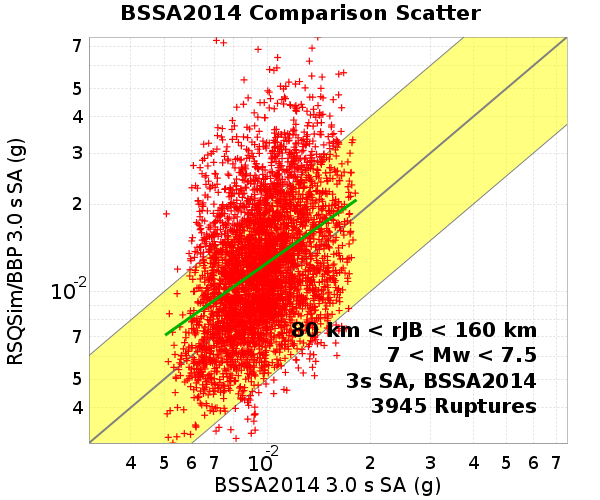 BSSA2014 Comparison Scatter
RSQSim/BBP 3.0 s SA (g)
7
5
4
3
2
10-2
7
5
4
80 km < rJB < 160 km
7 < Mw < 7.5
3s SA, BSSA2014
3945 Ruptures
4 5 6 7 10-2 2 3 4 5 6 7
BSSA2014 3.0 s SA (g)